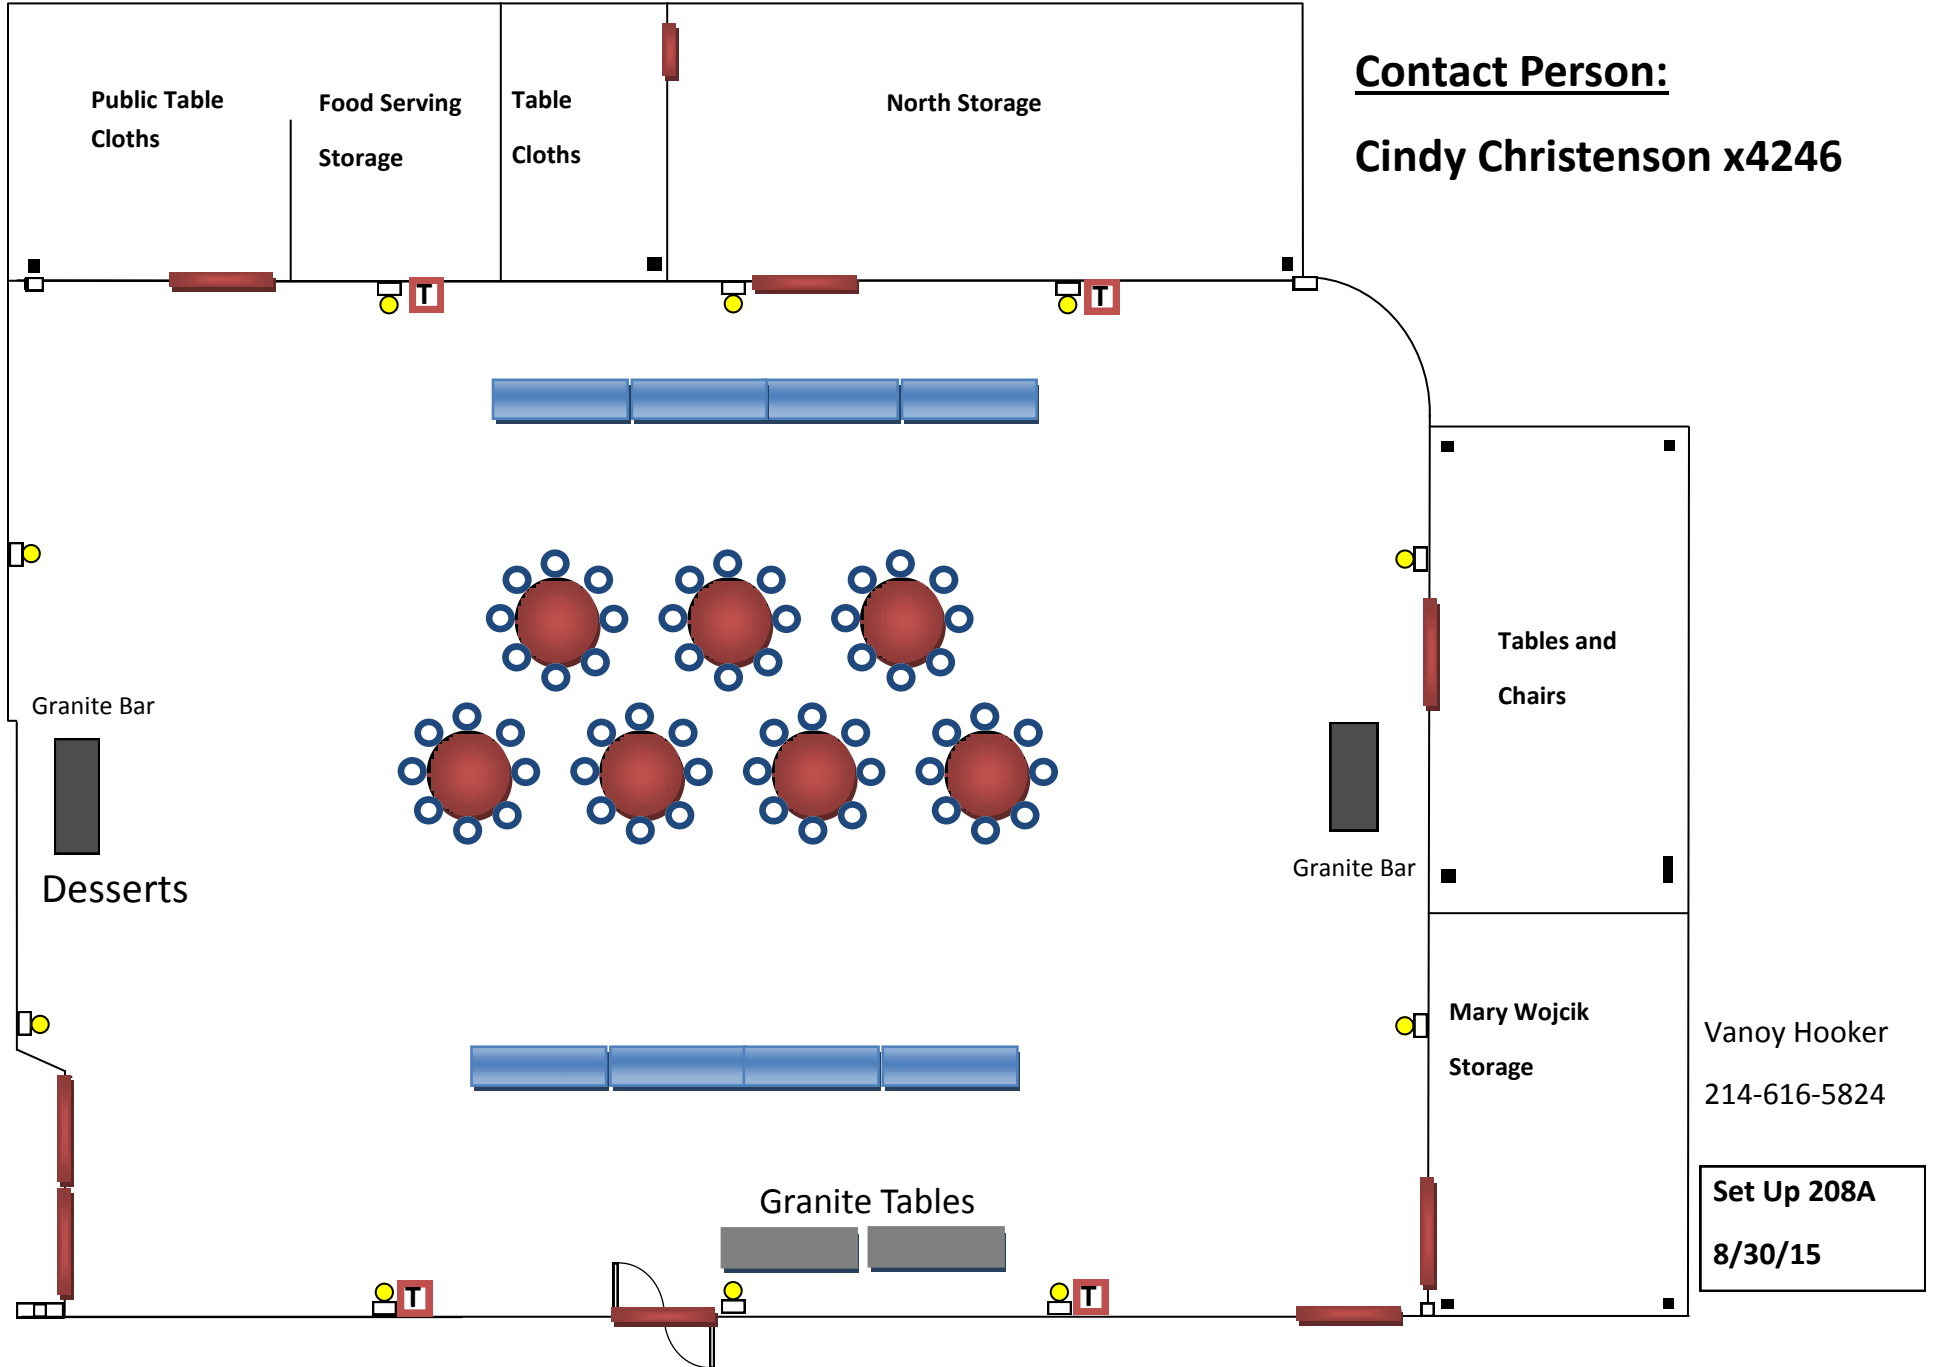 Contact Person:
Cindy Christenson x4246
Public Table
Cloths
Food Serving
Storage
Table
Cloths
North Storage
T
T
Tables and
Chairs
Granite Bar
Desserts
Granite Bar
Mary Wojcik
Storage
Vanoy Hooker
214-616-5824
Granite Tables
Set Up 208A
8/30/15
T
T